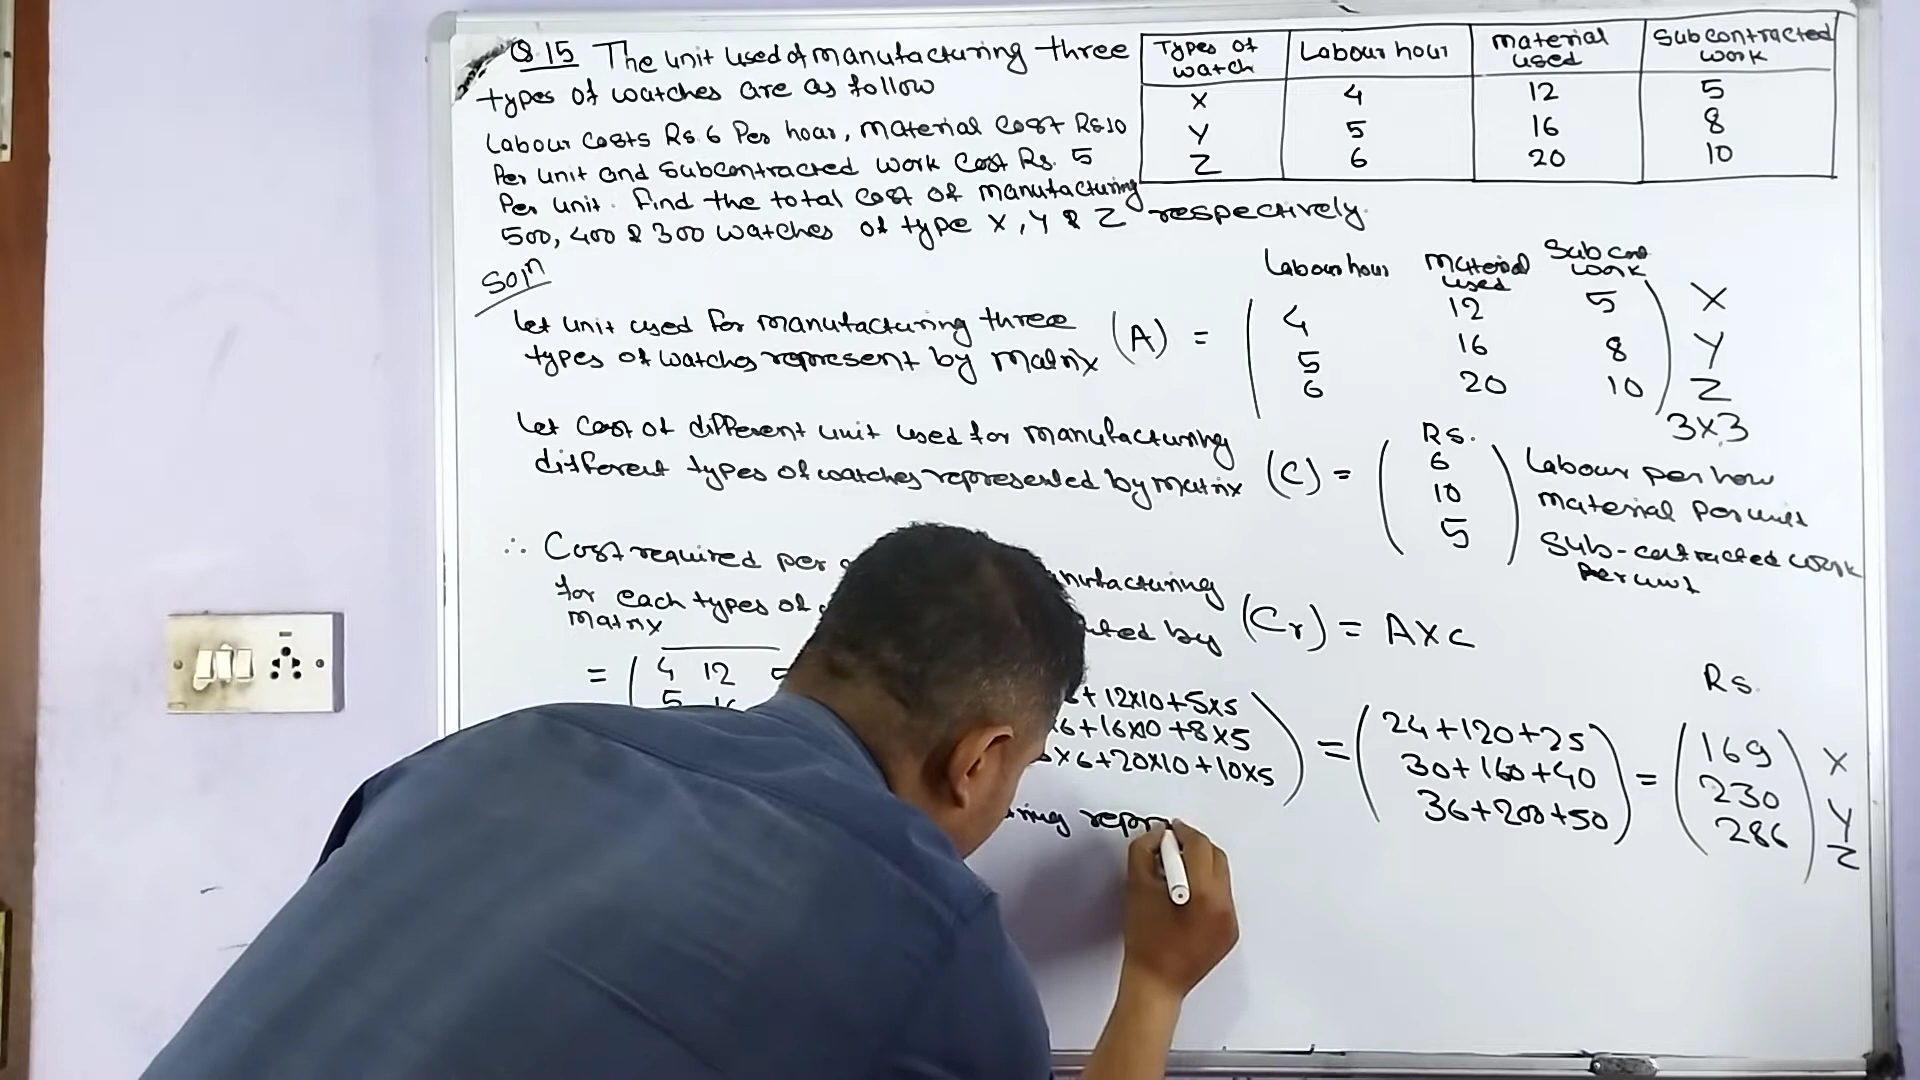 Q.15 The unit used of manufacturing three
types of watches are as follow
Labour costs Rs. 6 Per hour, material cost Rs.10
Per unit and subcontracted work cost Rs. 5
Per unit. Find the total cost of manufacturing
500, 400 & 300 watches of type X, Y & Z respectively.
Types of watch Labour hour material used Subcontracted work
X 4 12 5
Y 5 16 8
Z 6 20 10
Solⁿ
Let unit used for manufacturing three
types of watches represent by matrix (A) =
Labour hour material used Sub cont work
4 12 5 X
5 16 8 Y
6 20 10 Z
3×3
Let cost of different unit used for manufacturing
different types of watches represented by matrix (C) =
Rs.
6 Labour per hour
10 material per unit
5 Sub-contracted work per unit
∴ Cost required per
for each types of
matrix
by (Cr) = A×C
= 4 12
+ 12×10+5×5
×6+16×10+8×5
×6+20×10+10×5
= 24+120+25
30+160+40
36+200+50
= Rs.
169 X
230 Y
286 Z
repr